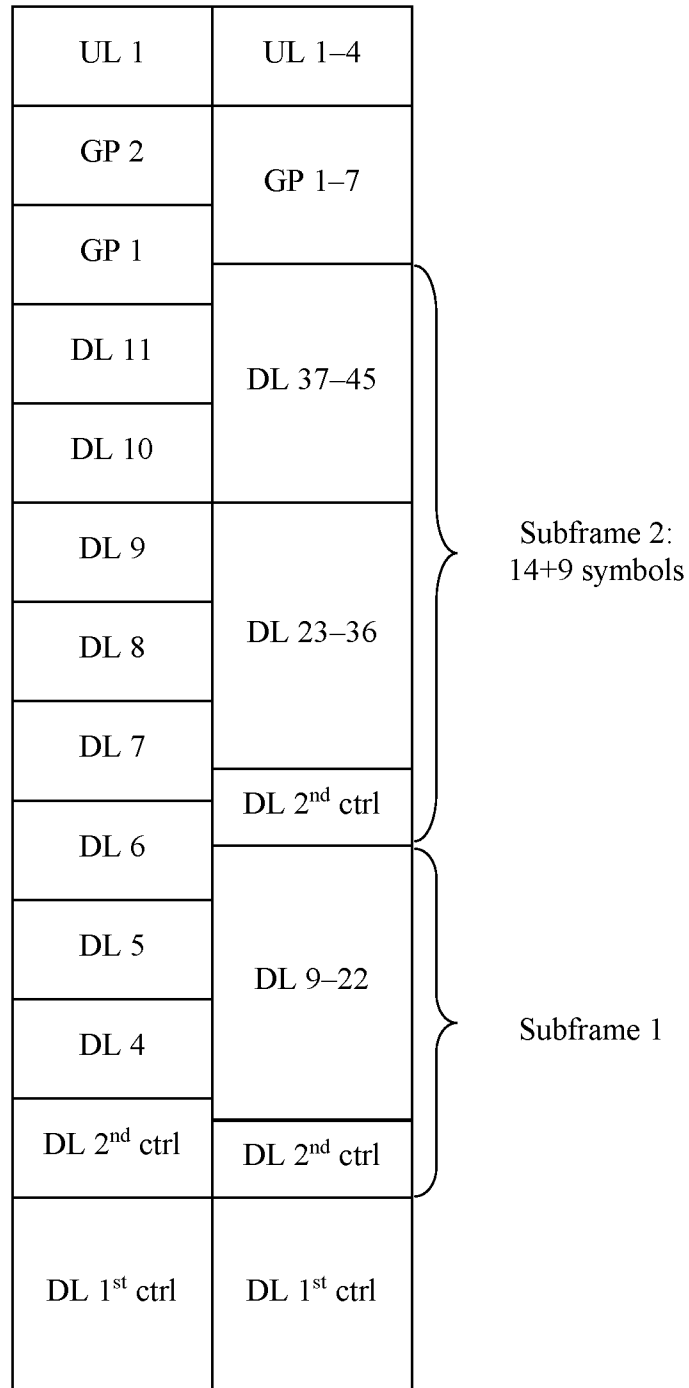 UL 1
UL 1–4
GP 2
GP 1–7
GP 1
DL 11
DL 37–45
DL 10
DL 9
Subframe 2:
14+9 symbols
DL 23–36
DL 8
DL 7
DL 2nd ctrl
DL 6
DL 5
DL 9–22
DL 4
Subframe 1
DL 2nd ctrl
DL 2nd ctrl
DL 1st ctrl
DL 1st ctrl